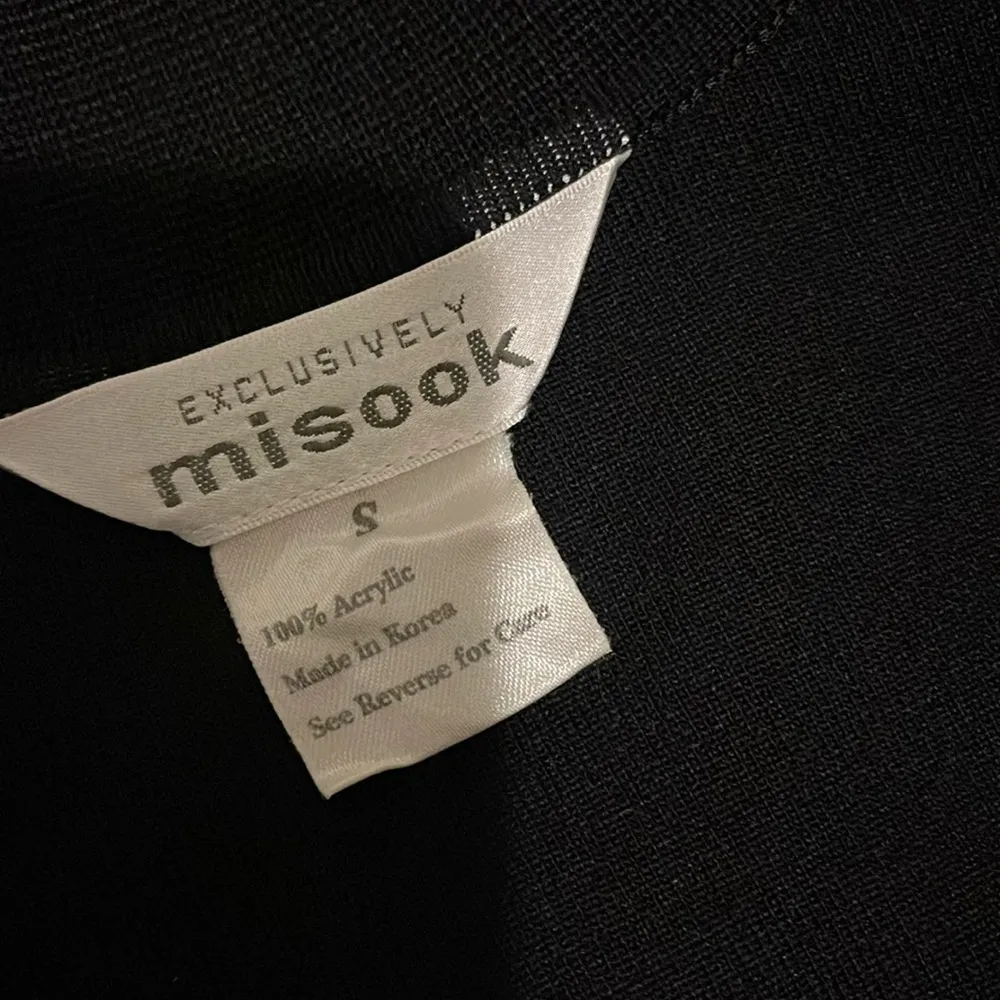 EXCLUSIVELY
misook
S
100% Acrylic
Made in Korea
See Reverse for Care